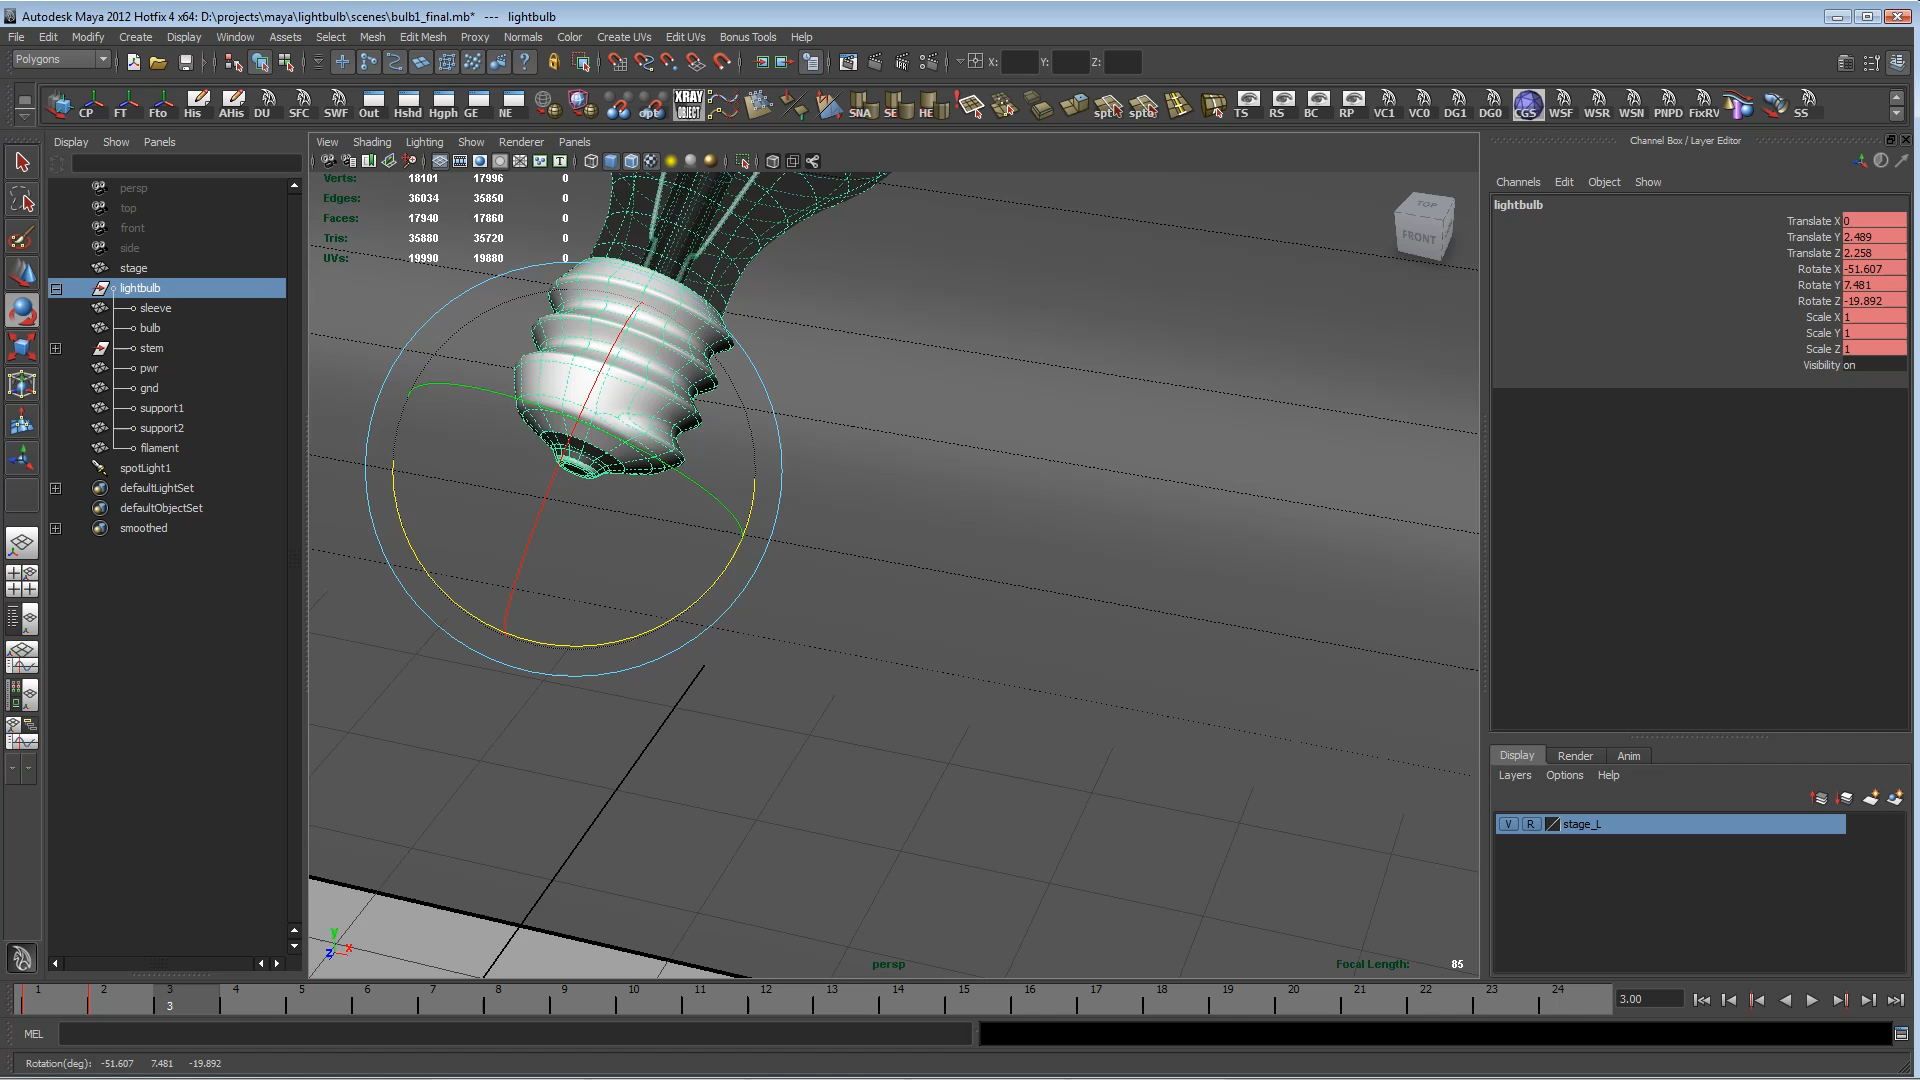 Autodesk Maya 2012 Hotfix 4 x64: D:\projects\maya\lightbulb\scenes\bulb1_final.mb* --- lightbulb
File Edit Modify Create Display Window Assets Select Mesh Edit Mesh Proxy Normals Color Create UVs Edit UVs Bonus Tools Help
Polygons X: Y: Z:
CP FT Fto His AHis DU SFC SWF Out Hshd Hgph GE NE opt XRAY OBJECT SNA SE HE spt sptb TS RS BC RP VC1 VC0 DG1 DG0 CGS WSF WSR WSN PNPD FixRV SS
Display Show Panels
View Shading Lighting Show Renderer Panels
Channel Box / Layer Editor
persp
top
front
side
stage
lightbulb
sleeve
bulb
stem
pwr
gnd
support1
support2
filament
spotLight1
defaultLightSet
defaultObjectSet
smoothed
Verts: 18101 17996 0
Edges: 36034 35850 0
Faces: 17940 17860 0
Tris: 35880 35720 0
UVs: 19990 19880 0
TOP
FRONT
y
z x
persp
Focal Length: 85
Channels Edit Object Show
lightbulb
Translate X 0
Translate Y 2.489
Translate Z 2.258
Rotate X -51.607
Rotate Y 7.481
Rotate Z -19.892
Scale X 1
Scale Y 1
Scale Z 1
Visibility on
Display Render Anim
Layers Options Help
V R stage_L
1 2 3 4 5 6 7 8 9 10 11 12 13 14 15 16 17 18 19 20 21 22 23 24
3
3.00
MEL
Rotation(deg): -51.607 7.481 -19.892